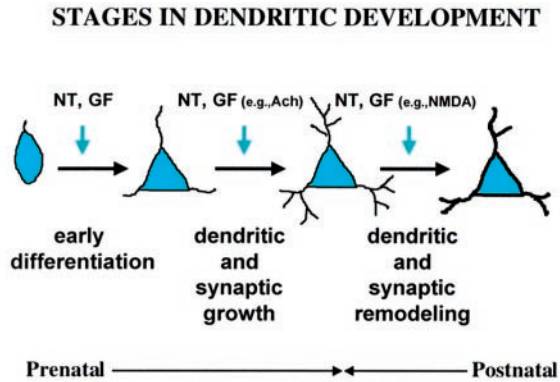 STAGES IN DENDRITIC DEVELOPMENT
NT, GF NT, GF (e.g.,Ach) NT, GF (e.g.,NMDA)
early
differentiation
dendritic
and
synaptic
growth
dendritic
and
synaptic
remodeling
Prenatal Postnatal